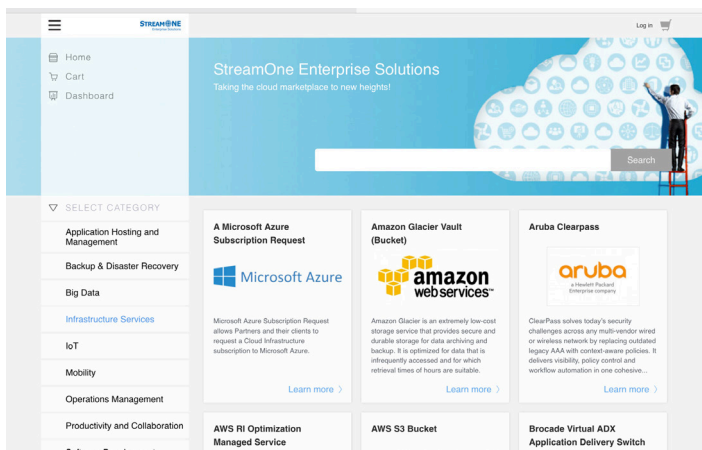 STREAMONE
Enterprise Solutions
Log in
Home
Cart
Dashboard
StreamOne Enterprise Solutions
Taking the cloud marketplace to new heights!
Search
SELECT CATEGORY
Application Hosting and
Management
Backup & Disaster Recovery
Big Data
Infrastructure Services
IoT
Mobility
Operations Management
Productivity and Collaboration
A Microsoft Azure
Subscription Request
Microsoft Azure
Microsoft Azure Subscription Request
allows Partners and their clients to
request a Cloud Infrastructure
subscription to Microsoft Azure.
Learn more
Amazon Glacier Vault
(Bucket)
amazon
webservices™
Amazon Glacier is an extremely low-cost
storage service that provides secure and
durable storage for data archiving and
backup. It is optimized for data that is
infrequently accessed and for which
retrieval times of hours are suitable.
Learn more
Aruba Clearpass
aruba
a Hewlett Packard
Enterprise company
ClearPass solves today's security
challenges across any multi-vendor wired
or wireless network by replacing outdated
legacy AAA with context-aware policies. It
delivers visibility, policy control and
workflow automation in one cohesive...
Learn more
AWS RI Optimization
Managed Service
AWS S3 Bucket
Brocade Virtual ADX
Application Delivery Switch